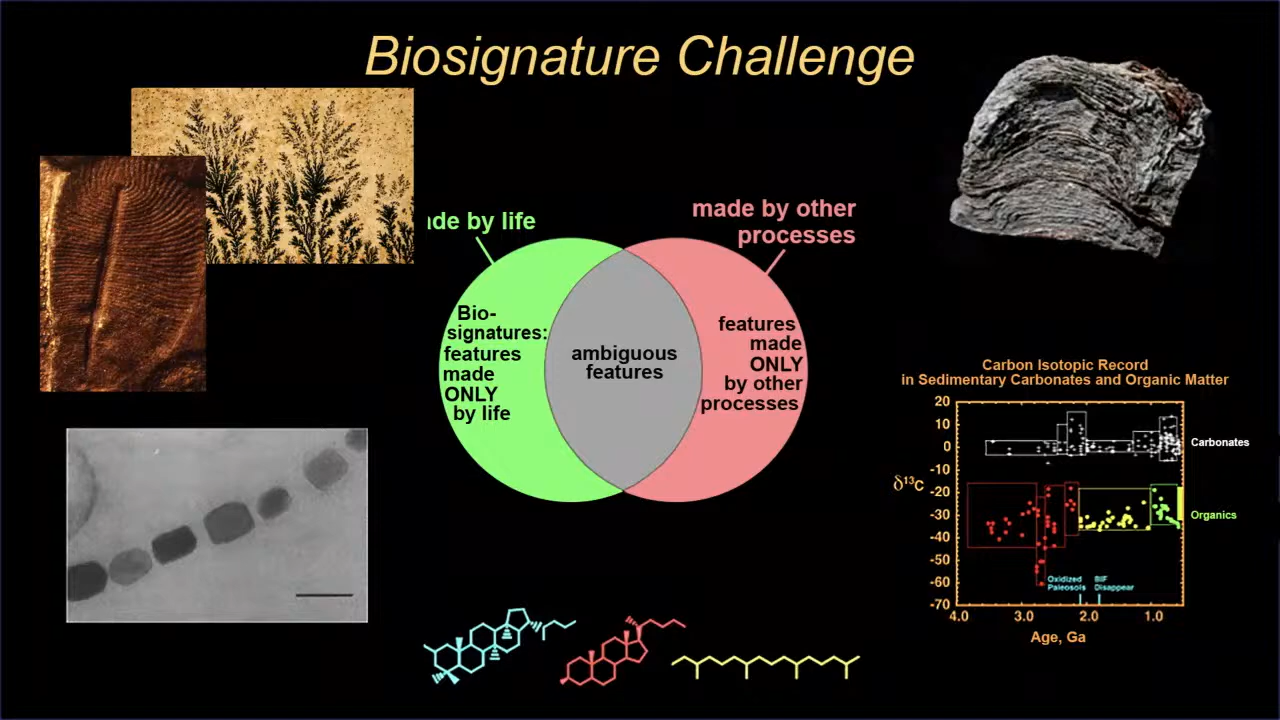 Biosignature Challenge
ade by life
made by other
processes
Bio-
signatures:
features
made
ONLY
by life
ambiguous
features
features
made
ONLY
by other
processes
Carbon Isotopic Record
in Sedimentary Carbonates and Organic Matter
20
10
0
-10
-20
-30
-40
-50
-60
-70
δ¹³C
Carbonates
Organics
Oxidized
Paleosols
BIF
Disappear
4.0 3.0 2.0 1.0
Age, Ga